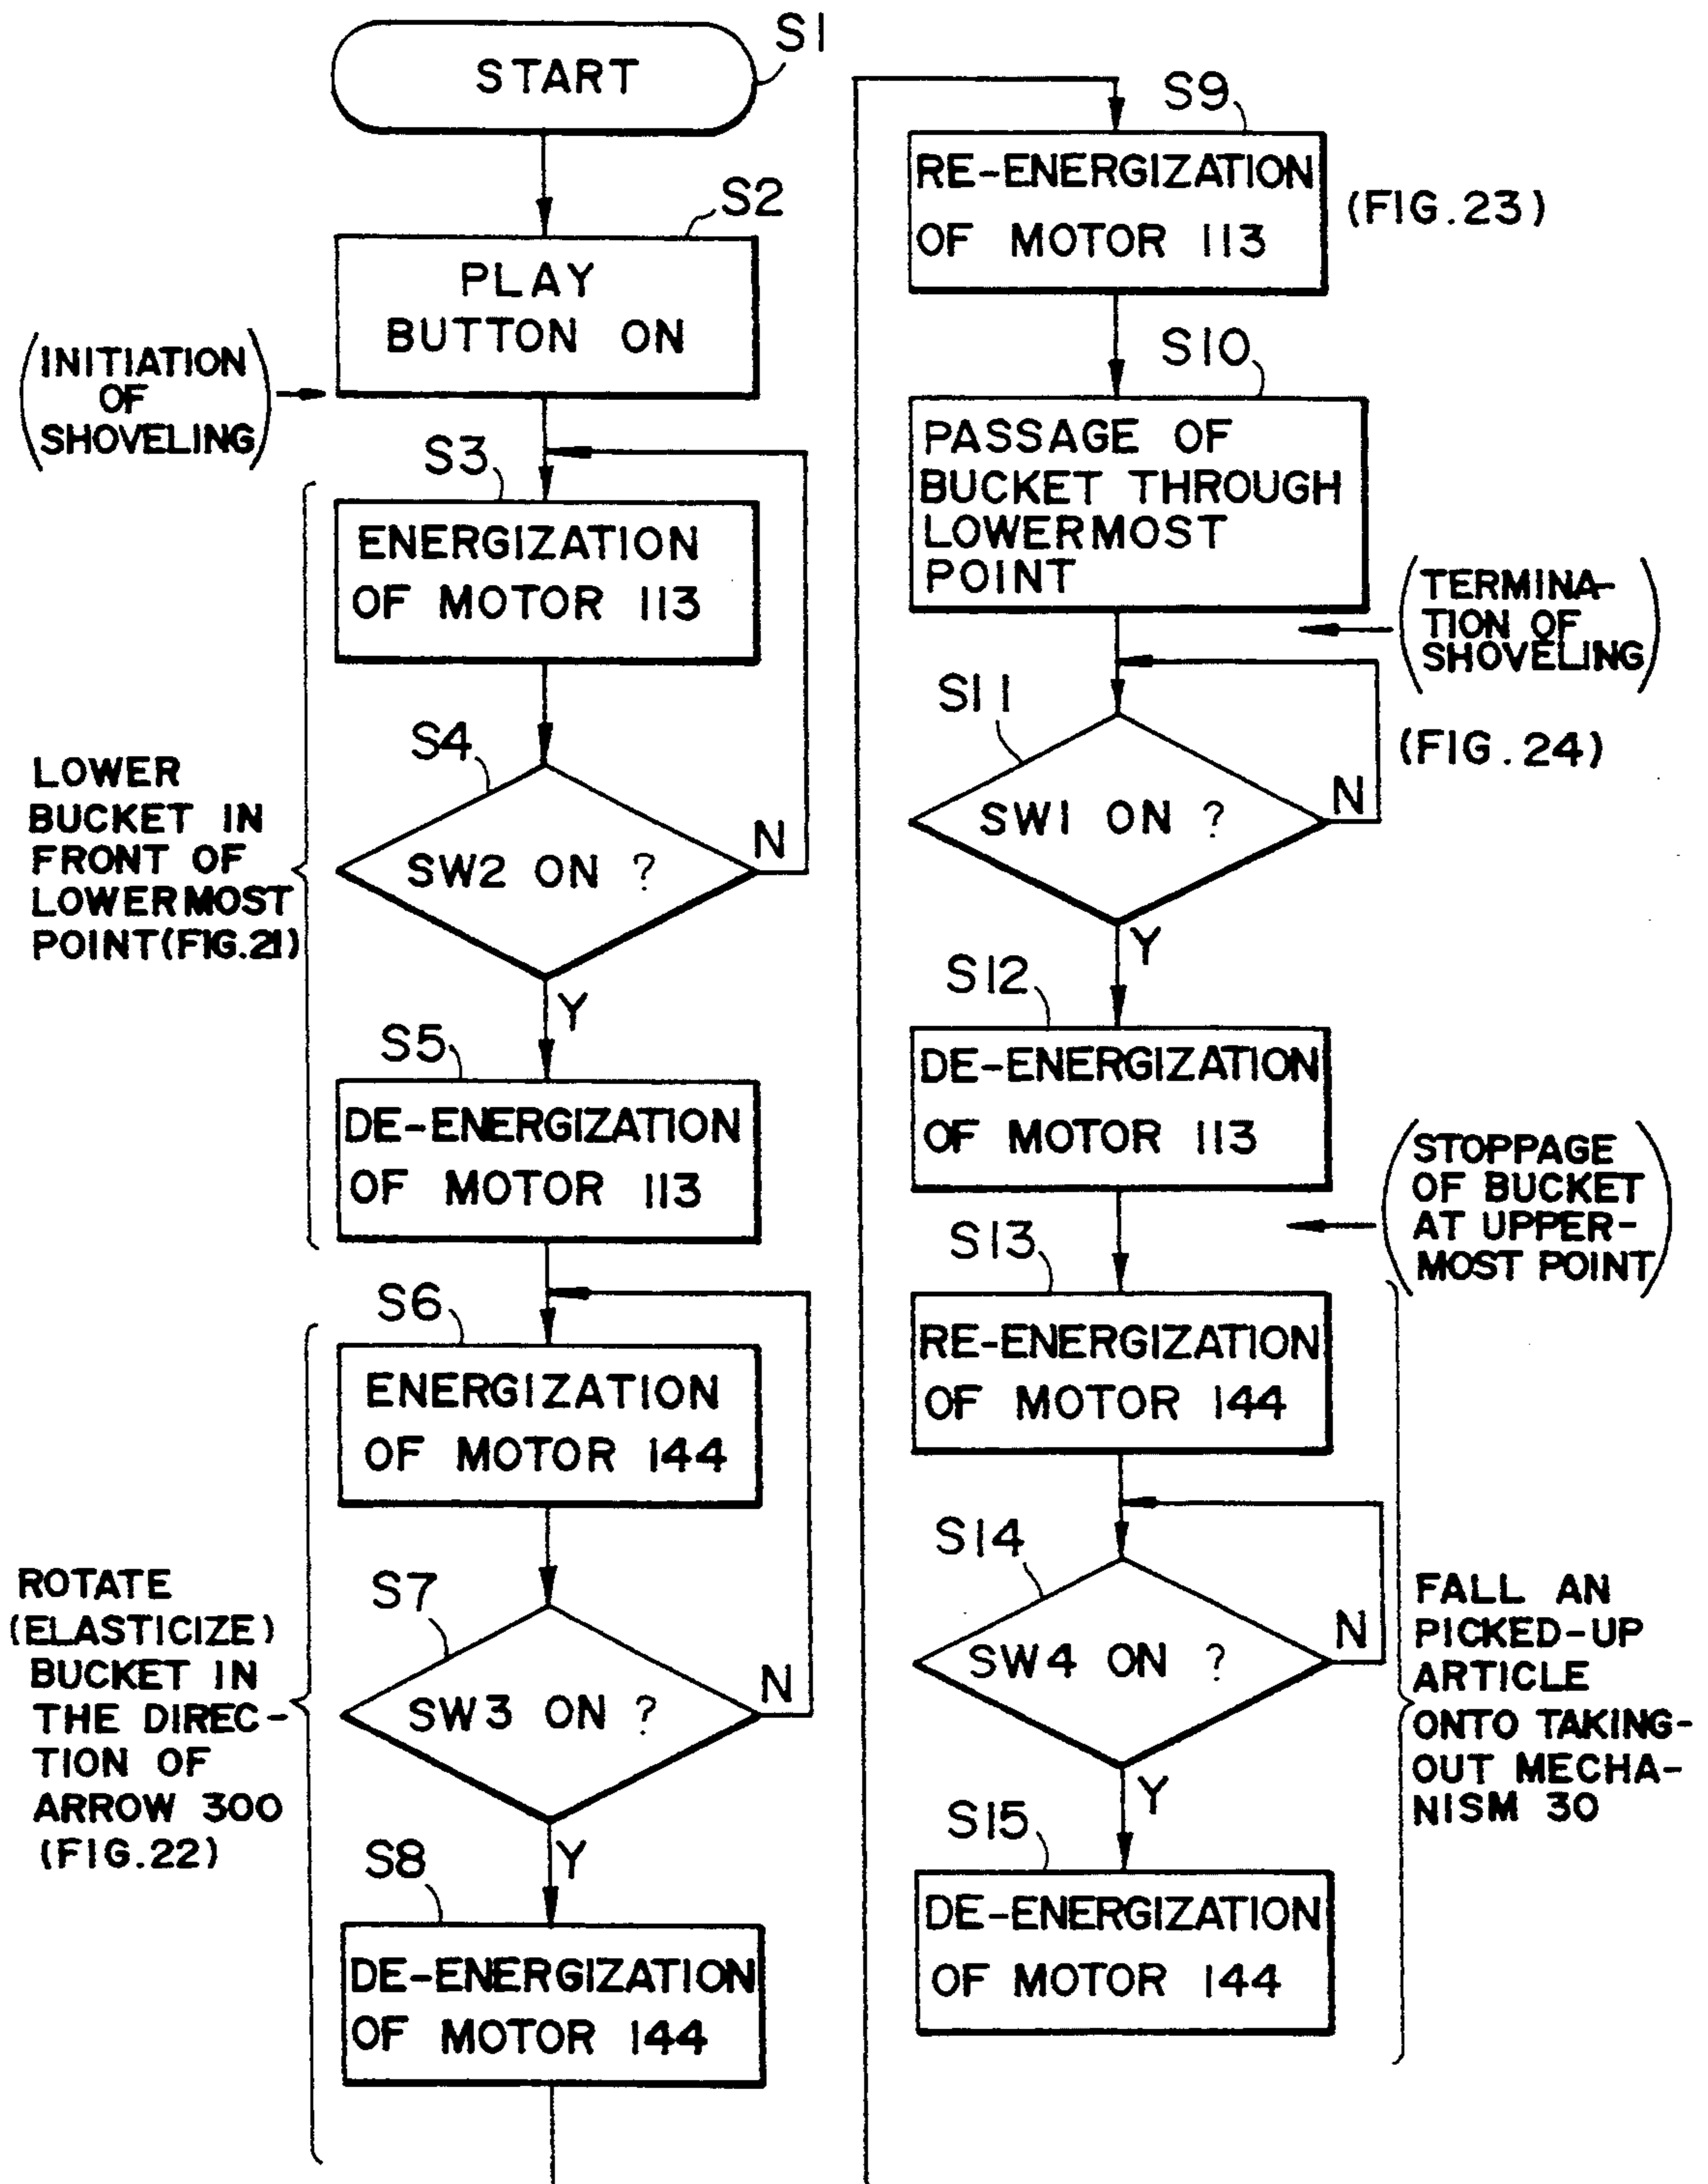 START
S1
S2
PLAY
BUTTON ON
(INITIATION
OF
SHOVELING)
S3
ENERGIZATION
OF MOTOR 113
S4
SW2 ON ?
N
Y
LOWER
BUCKET IN
FRONT OF
LOWERMOST
POINT(FIG.21)
S5
DE-ENERGIZATION
OF MOTOR 113
S6
ENERGIZATION
OF MOTOR 144
S7
SW3 ON ?
N
Y
ROTATE
(ELASTICIZE)
BUCKET IN
THE DIREC-
TION OF
ARROW 300
(FIG.22)
S8
DE-ENERGIZATION
OF MOTOR 144
S9
RE-ENERGIZATION
OF MOTOR 113
(FIG.23)
S10
PASSAGE OF
BUCKET THROUGH
LOWERMOST
POINT
(TERMINA-
TION OF
SHOVELING)
S11
SW1 ON ?
N
(FIG.24)
Y
S12
DE-ENERGIZATION
OF MOTOR 113
(STOPPAGE
OF BUCKET
AT UPPER-
MOST POINT)
S13
RE-ENERGIZATION
OF MOTOR 144
S14
SW4 ON ?
N
Y
FALL AN
PICKED-UP
ARTICLE
ONTO TAKING-
OUT MECHA-
NISM 30
S15
DE-ENERGIZATION
OF MOTOR 144